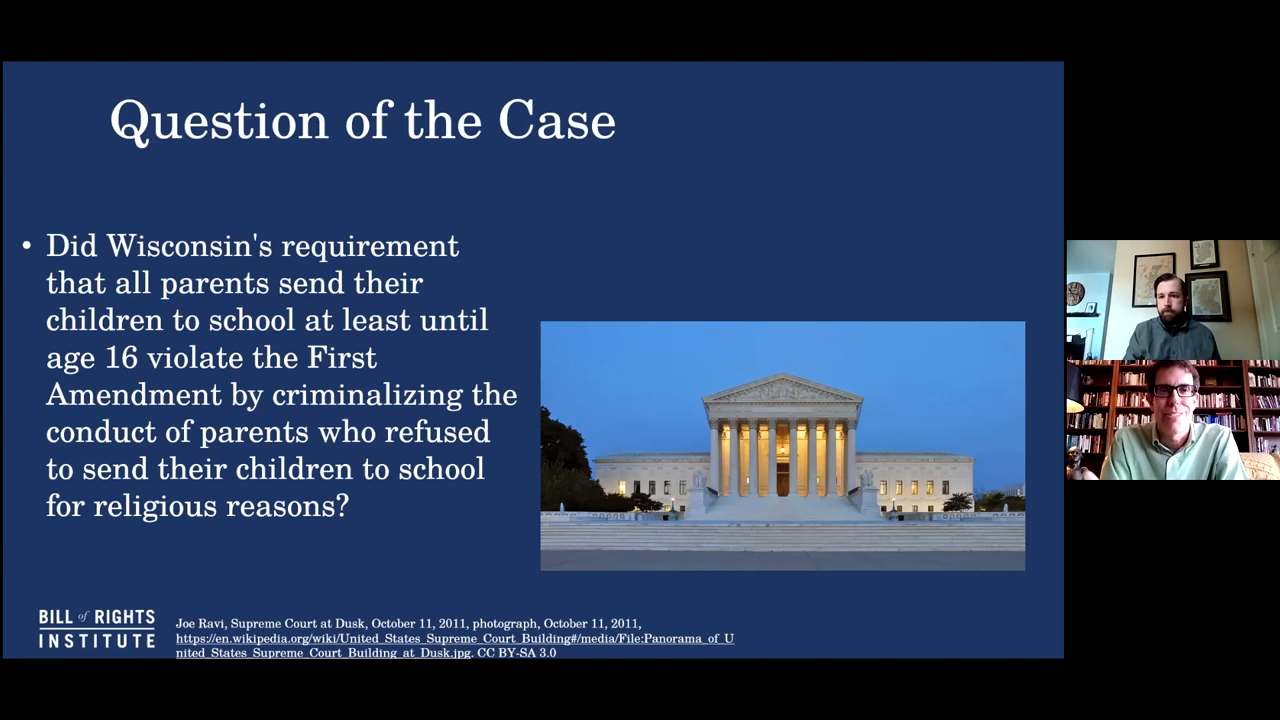 Question of the Case
• Did Wisconsin's requirement
that all parents send their
children to school at least until
age 16 violate the First
Amendment by criminalizing the
conduct of parents who refused
to send their children to school
for religious reasons?
BILL of RIGHTS
INSTITUTE
Joe Ravi, Supreme Court at Dusk, October 11, 2011, photograph, October 11, 2011,
https://en.wikipedia.org/wiki/United_States_Supreme_Court_Building#/media/File:Panorama_of_U
nited_States_Supreme_Court_Building_at_Dusk.jpg. CC BY-SA 3.0